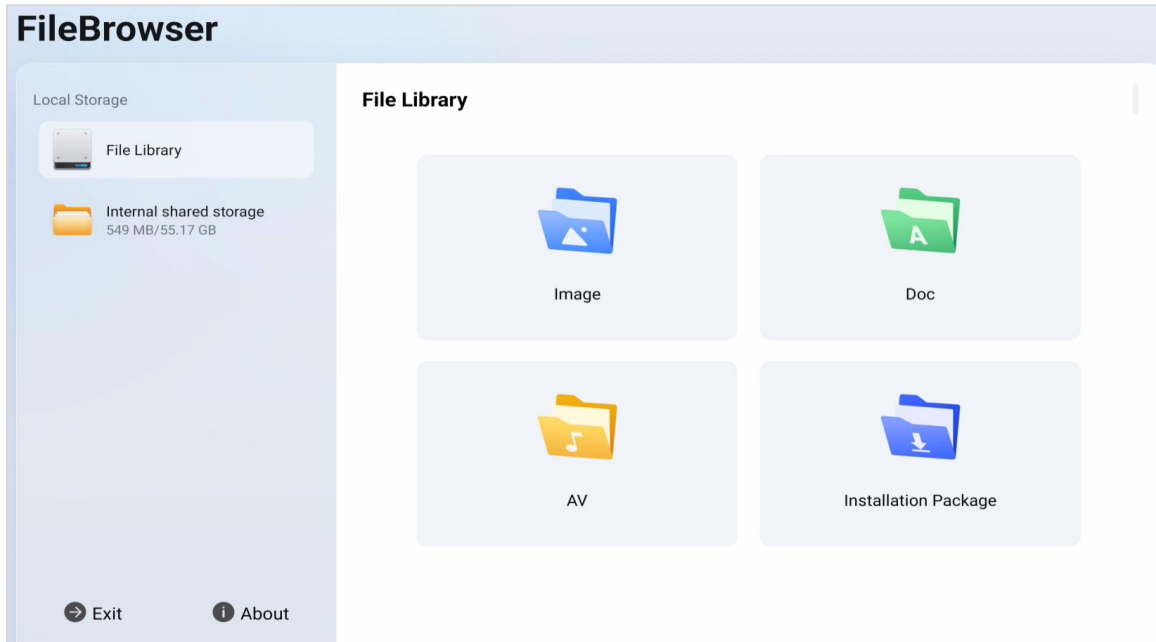 FileBrowser
Local Storage
File Library
Internal shared storage
549 MB/55.17 GB
Exit
About
File Library
Image
Doc
A
AV
Installation Package